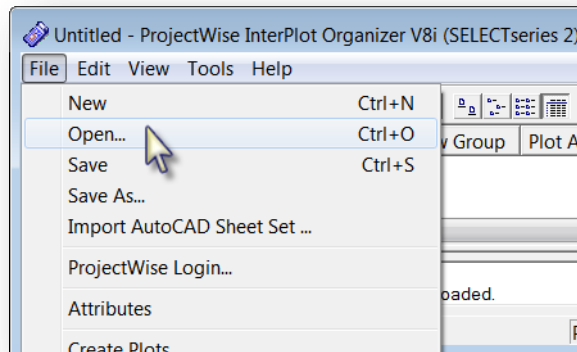 Untitled - ProjectWise InterPlot Organizer V8i (SELECTseries 2)
File Edit View Tools Help
New Ctrl+N
Open... Ctrl+O
Group Plot
Save Ctrl+S
Save As...
Import AutoCAD Sheet Set ...
ProjectWise Login...
Attributes
Create Plots